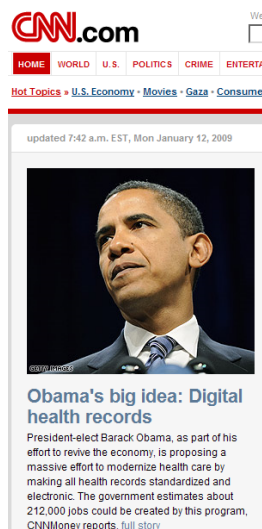 CNN.com
We
HOME WORLD U.S. POLITICS CRIME ENTERTA
Hot Topics » U.S. Economy • Movies • Gaza • Consume
updated 7:42 a.m. EST, Mon January 12, 2009
GETTY IMAGES
Obama's big idea: Digital
health records
President-elect Barack Obama, as part of his
effort to revive the economy, is proposing a
massive effort to modernize health care by
making all health records standardized and
electronic. The government estimates about
212,000 jobs could be created by this program,
CNNMoney reports. full story